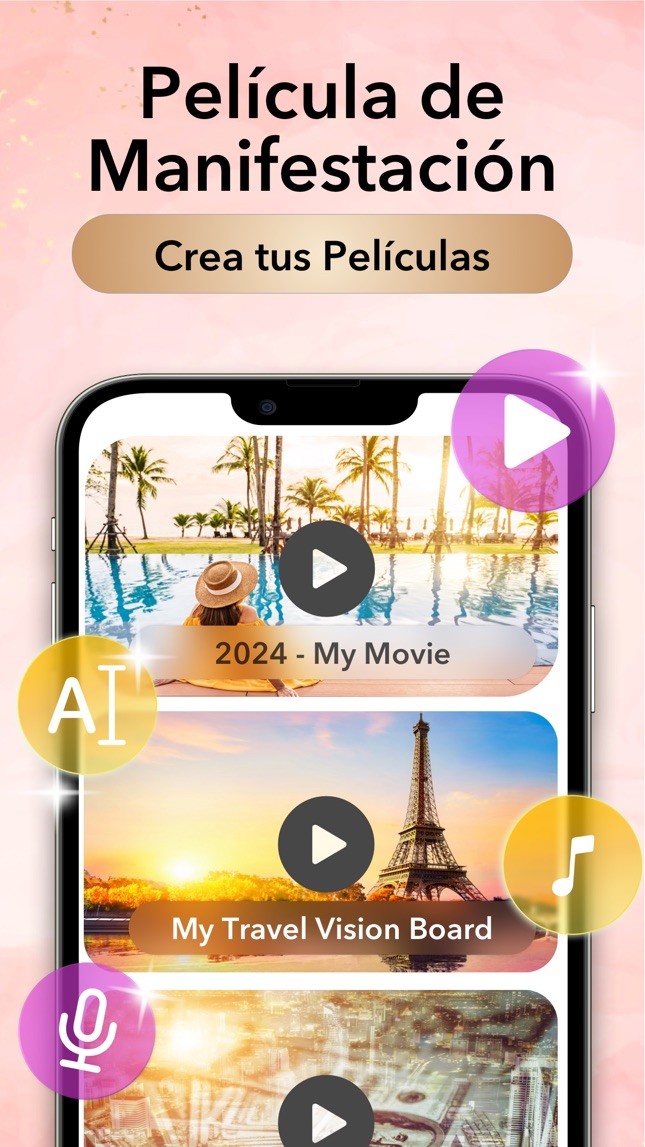 Película de
Manifestación
Crea tus Películas
2024 - My Movie
A
My Travel Vision Board